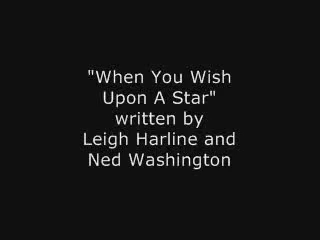 "When You Wish
Upon A Star"
written by
Leigh Harline and
Ned Washington